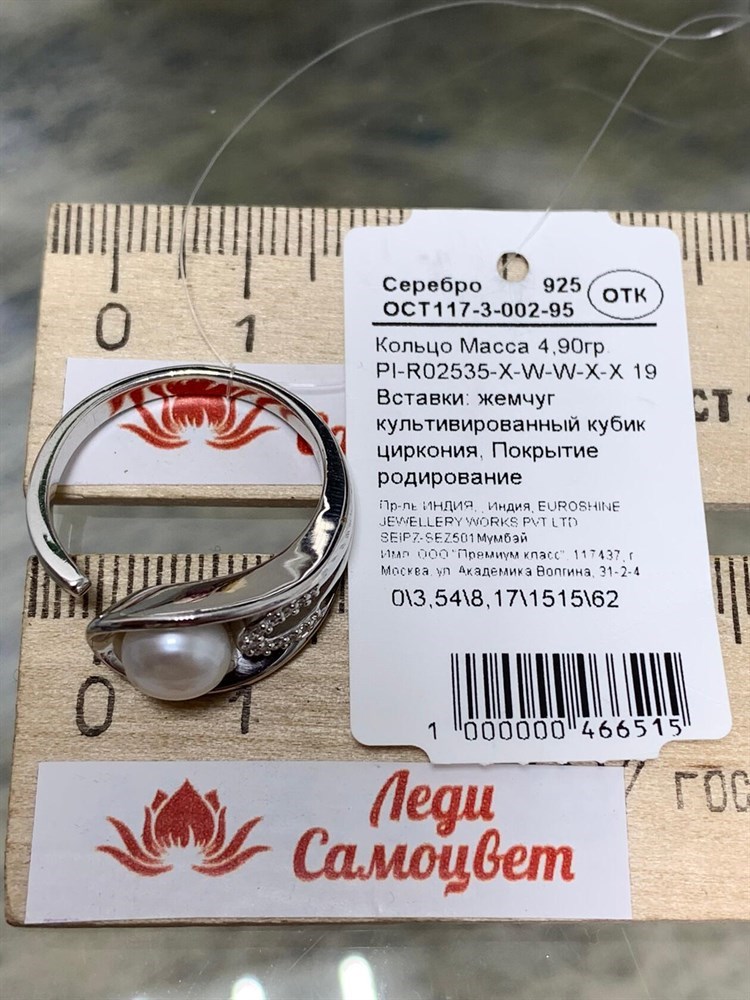 0 1
Серебро 925 ОТК
ОСТ117-3-002-95
Кольцо Масса 4,90гр.
PI-R02535-X-W-W-X-X 19
Вставки: жемчуг
культивированный кубик
циркония, Покрытие
родирование
Пр-ль ИНДИЯ, , Индия, EUROSHINE
JEWELLERY WORKS PVT LTD
SEIPZ-SEZ501Мумбай
Имп. ООО "Премиум класс", 117437, г
Москва, ул. Академика Волгина, 31-2-4
0\3,54\8,17\1515\62
1 000000 466515
0 1
ГОС
Леди
Самоцвет